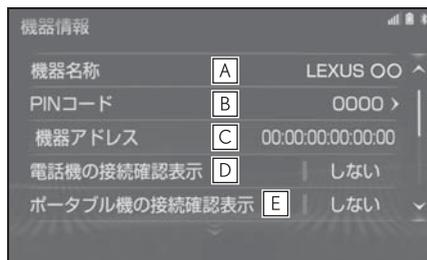 機器情報
機器名称 A LEXUS 〇〇
PINコード B 0000 >
機器アドレス C 00:00:00:00:00:00
電話機の接続確認表示 D しない
ポータブル機の接続確認表示 E しない